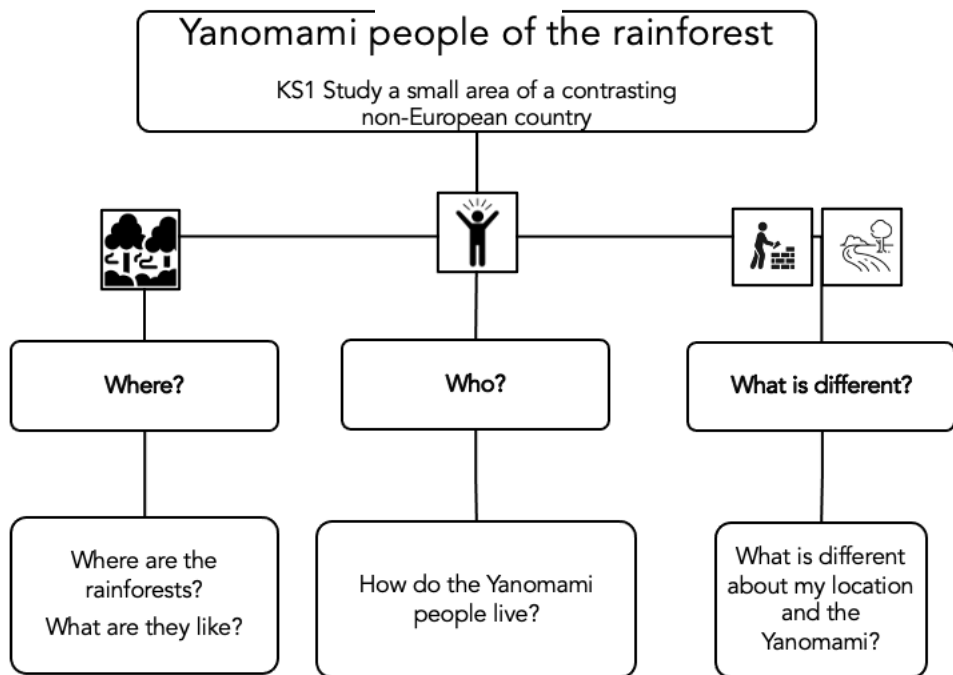 Yanomami people of the rainforest
KS1 Study a small area of a contrasting
non-European country
Where?
Who?
What is different?
Where are the
rainforests?
What are they like?
How do the Yanomami
people live?
What is different
about my location
and the
Yanomami?